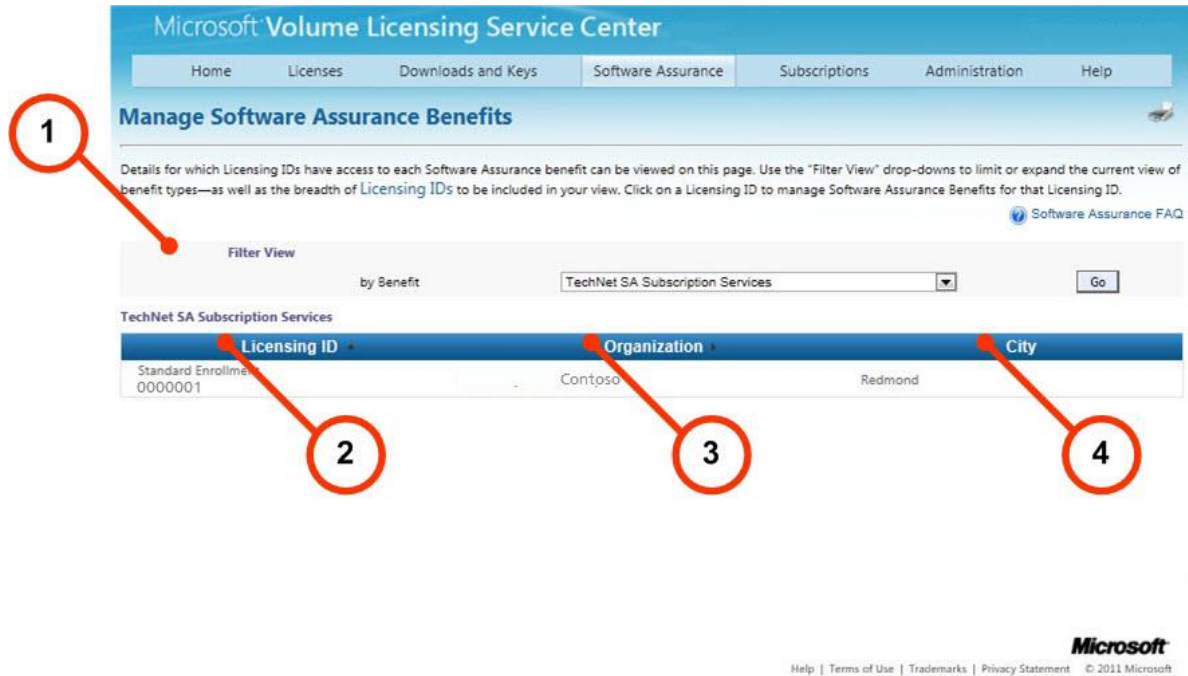 Microsoft Volume Licensing Service Center
Home Licenses Downloads and Keys Software Assurance Subscriptions Administration Help
Manage Software Assurance Benefits
1
Details for which Licensing IDs have access to each Software Assurance benefit can be viewed on this page. Use the "Filter View" drop-downs to limit or expand the current view of
benefit types—as well as the breadth of Licensing IDs to be included in your view. Click on a Licensing ID to manage Software Assurance Benefits for that Licensing ID.
Software Assurance FAQ
Filter View
by Benefit TechNet SA Subscription Services Go
TechNet SA Subscription Services
Licensing ID Organization City
Standard Enrollment
0000001 Contoso Redmond
2 3 4
Microsoft
Help | Terms of Use | Trademarks | Privacy Statement © 2011 Microsoft